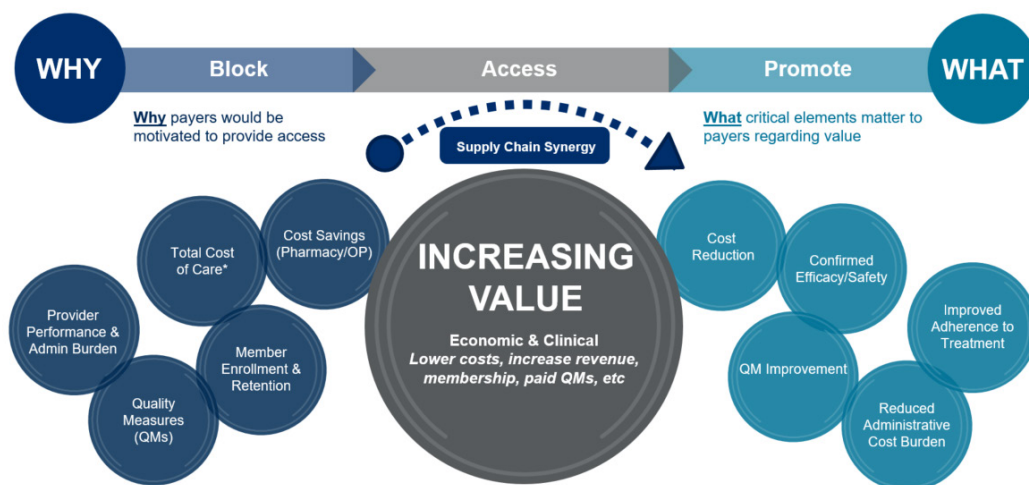 WHY
Block
Access
Promote
WHAT
Why payers would be
motivated to provide access
Supply Chain Synergy
What critical elements matter to
payers regarding value
Provider
Performance &
Admin Burden
Total Cost
of Care*
Cost Savings
(Pharmacy/OP)
Quality
Measures
(QMs)
Member
Enrollment &
Retention
INCREASING
VALUE
Economic & Clinical
Lower costs, increase revenue,
membership, paid QMs, etc
Cost
Reduction
Confirmed
Efficacy/Safety
Improved
Adherence to
Treatment
QM Improvement
Reduced
Administrative
Cost Burden